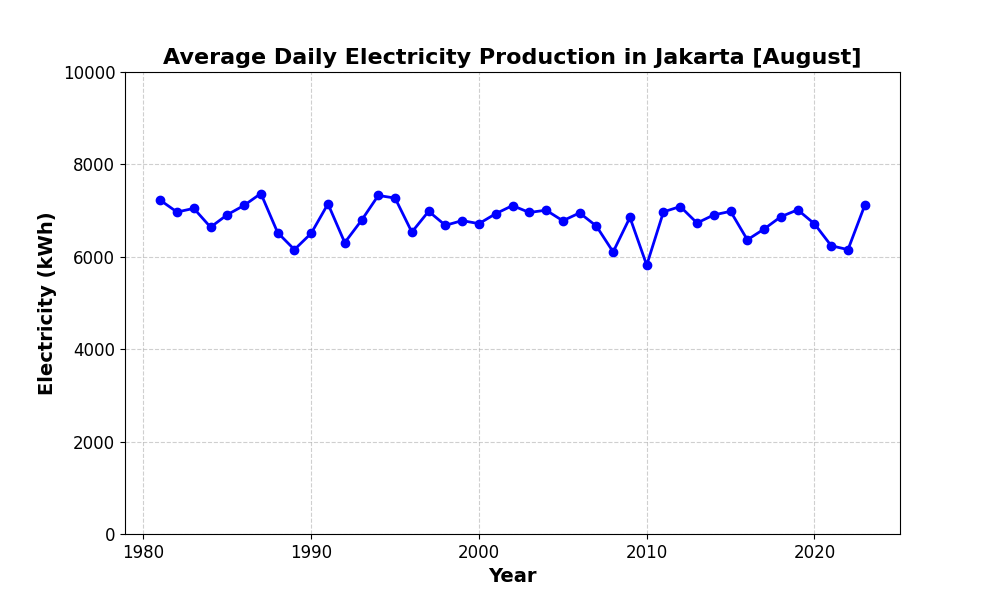 Average Daily Electricity Production in Jakarta [August]
Electricity (kWh)
10000
8000
6000
4000
2000
0
1980 1990 2000 2010 2020
Year